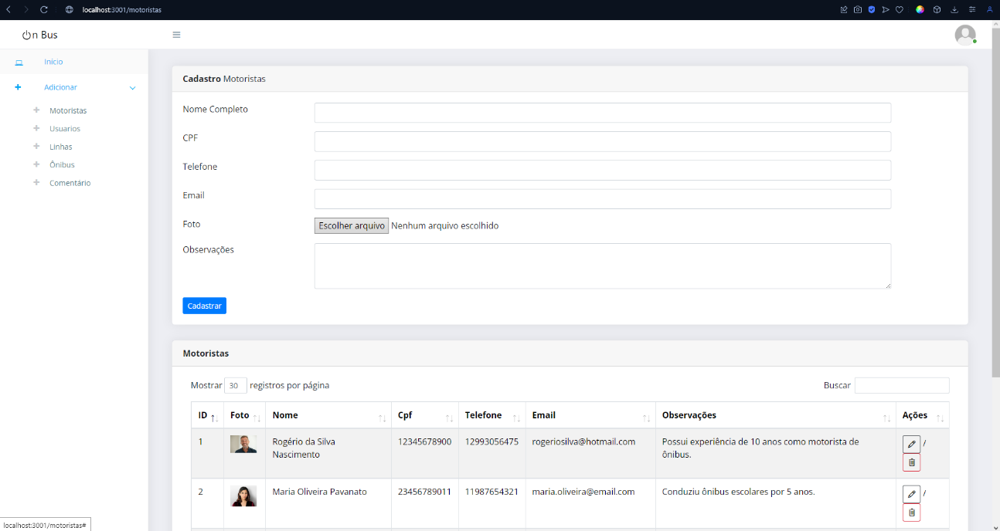 localhost:3001/motoristas
On Bus
Inicio
Adicionar
Motoristas
Usuarios
Linhas
Ônibus
Comentário
Cadastro Motoristas
Nome Completo
CPF
Telefone
Email
Foto
Escolher arquivo Nenhum arquivo escolhido
Observações
Cadastrar
Motoristas
Mostrar 30 registros por página
Buscar
ID Foto Nome Cpf Telefone Email Observações Ações
1 Rogério da Silva 12345678900 12993056475 rogeriosilva@hotmail.com Possui experiência de 10 anos como motorista de /
Nascimento ônibus.
2 Maria Oliveira Pavanato 23456789011 11987654321 maria.oliveira@email.com Conduziu ônibus escolares por 5 anos. /
localhost:3001/motoristas#